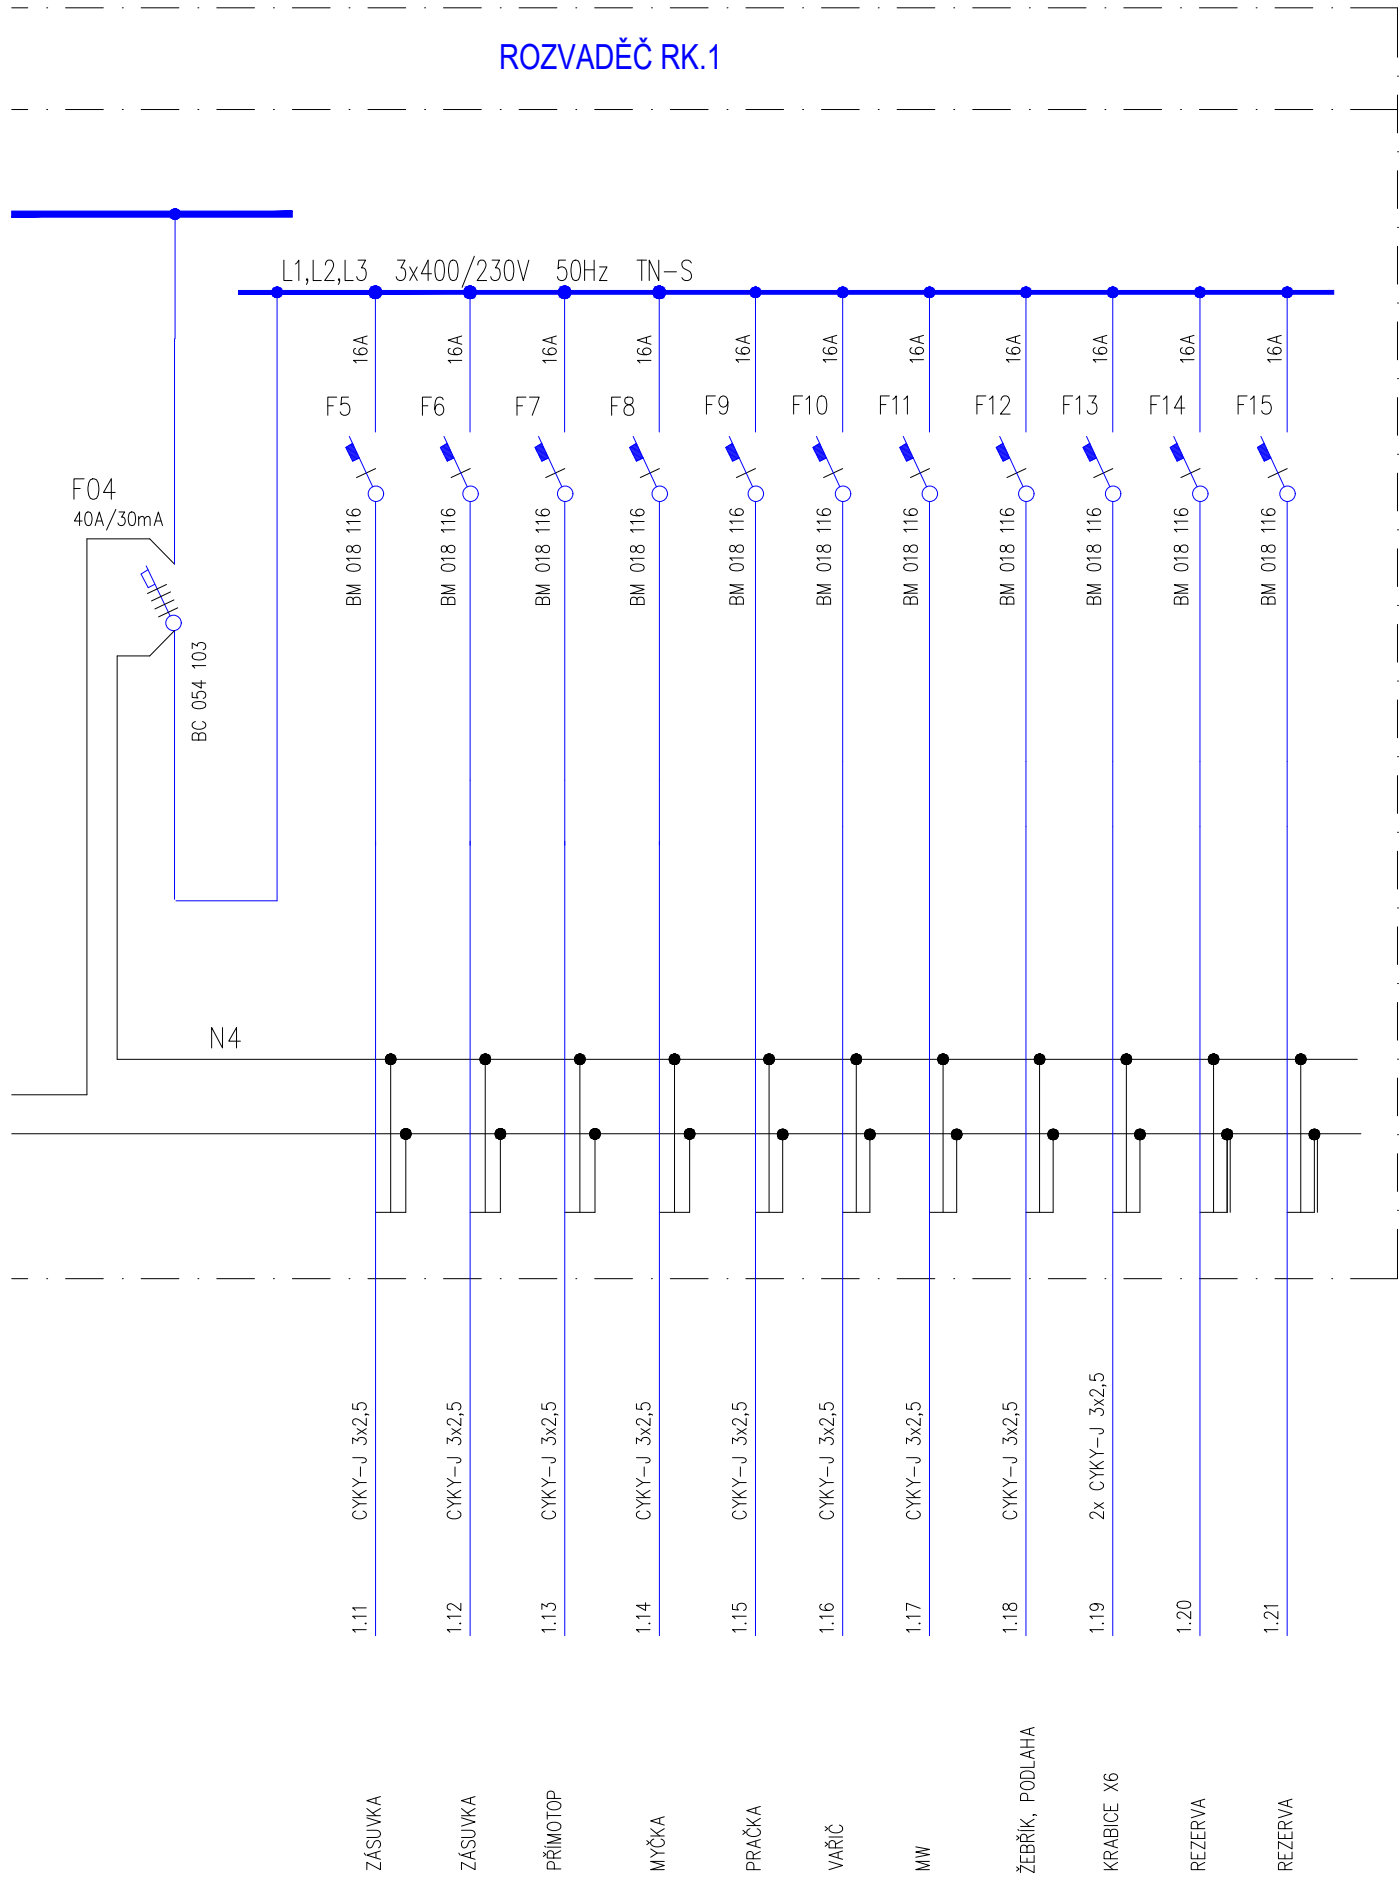 ROZVADĚČ RK.1
L1,L2,L3 3x400/230V 50Hz TN-S
16A
16A
16A
16A
16A
16A
16A
16A
16A
16A
16A
F5
F6
F7
F8
F9
F10
F11
F12
F13
F14
F15
F04
40A/30mA
BM 018 116
BM 018 116
BM 018 116
BM 018 116
BM 018 116
BM 018 116
BM 018 116
BM 018 116
BM 018 116
BM 018 116
BM 018 116
BC 054 103
N4
CYKY-J 3x2,5
CYKY-J 3x2,5
CYKY-J 3x2,5
CYKY-J 3x2,5
CYKY-J 3x2,5
CYKY-J 3x2,5
CYKY-J 3x2,5
CYKY-J 3x2,5
2x CYKY-J 3x2,5
1.11
1.12
1.13
1.14
1.15
1.16
1.17
1.18
1.19
1.20
1.21
ZÁSUVKA
ZÁSUVKA
PŘÍMOTOP
MYČKA
PRAČKA
VAŘIČ
MW
ŽEBŘÍK, PODLAHA
KRABICE X6
REZERVA
REZERVA